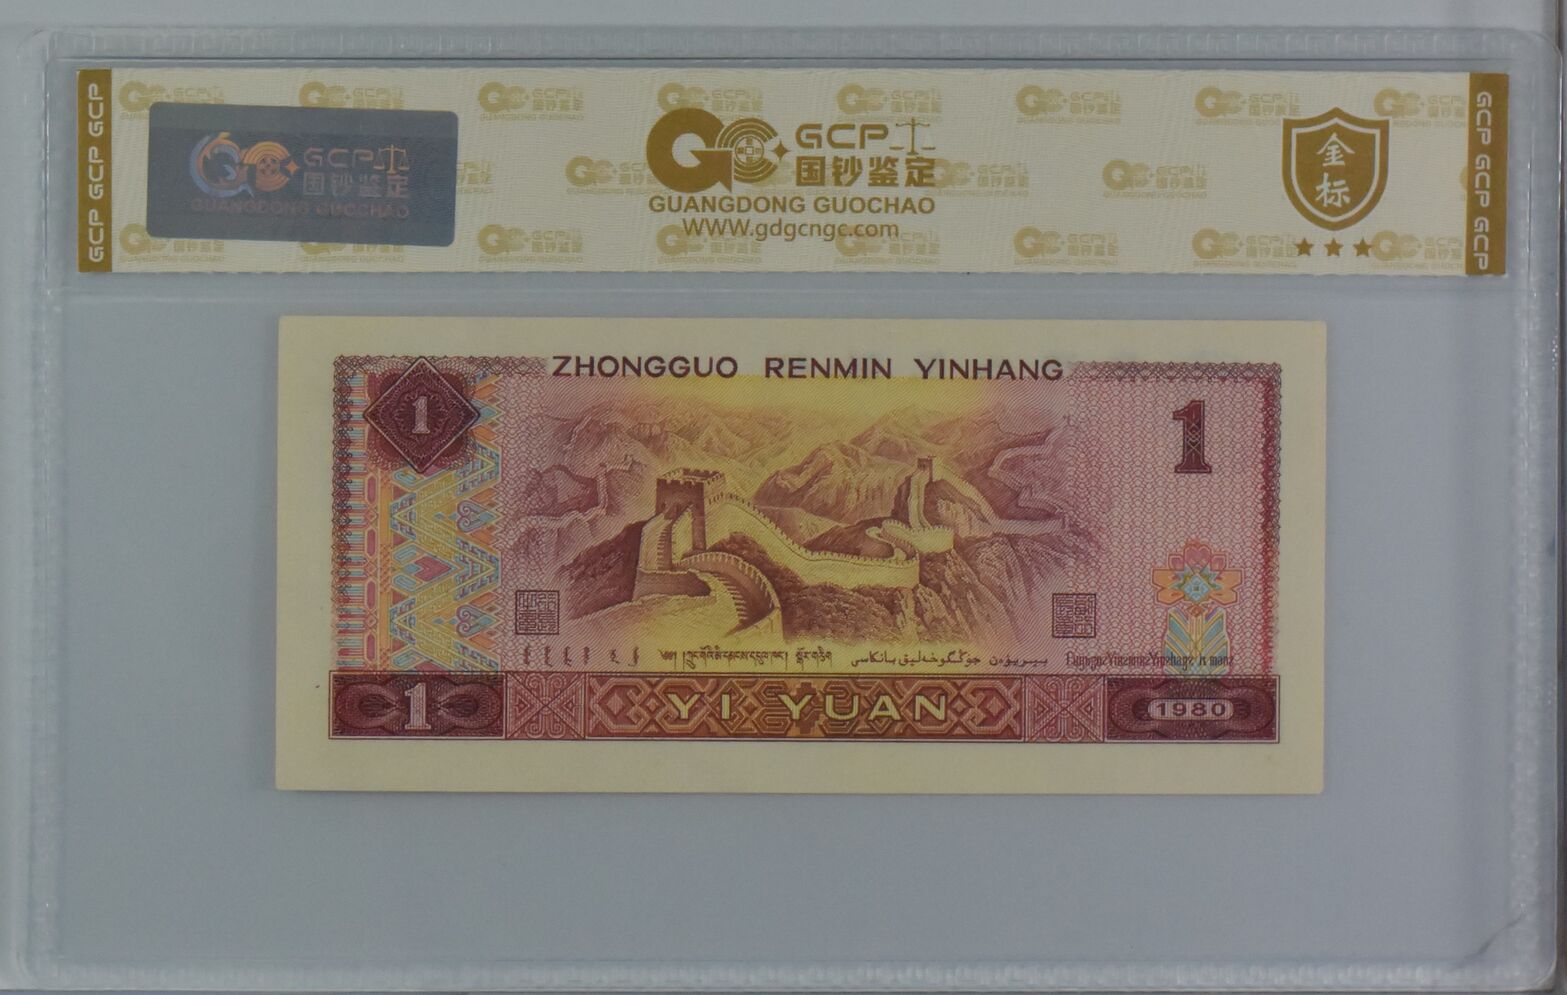 GCP GCP GCP
GCP
国钞鉴定
GUANGDONG GUOCHAO
GCP
国钞鉴定
GUANGDONG GUOCHAO
WWW.gdgcngc.com
金
标
GCP GCP GCP
ZHONGGUO RENMIN YINHANG
1
1
1
YI YUAN
1980